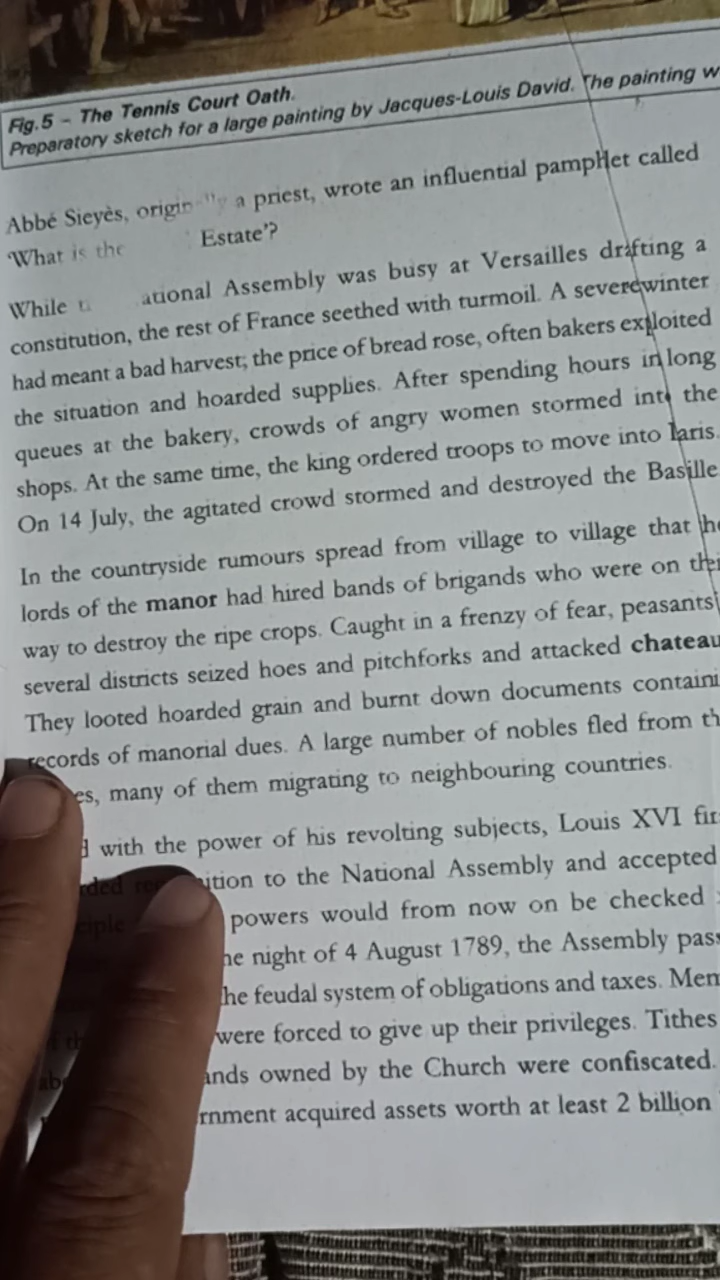 Fig.5 – The Tennis Court Oath.
Preparatory sketch for a large painting by Jacques-Louis David. The painting w
Abbé Sieyès, a priest, wrote an influential pamphlet called
'What is the Estate'?
While ational Assembly was busy at Versailles drafting a
constitution, the rest of France seethed with turmoil. A severe winter
had meant a bad harvest; the price of bread rose, often bakers exploited
the situation and hoarded supplies. After spending hours in long
queues at the bakery, crowds of angry women stormed into the
shops. At the same time, the king ordered troops to move into Paris.
On 14 July, the agitated crowd stormed and destroyed the Bastille
In the countryside rumours spread from village to village that the
lords of the manor had hired bands of brigands who were on their
way to destroy the ripe crops. Caught in a frenzy of fear, peasants
several districts seized hoes and pitchforks and attacked chateau
They looted hoarded grain and burnt down documents containi
records of manorial dues. A large number of nobles fled from th
es, many of them migrating to neighbouring countries.
with the power of his revolting subjects, Louis XVI fir
ition to the National Assembly and accepted
powers would from now on be checked
he night of 4 August 1789, the Assembly pass
he feudal system of obligations and taxes. Mem
were forced to give up their privileges. Tithes
ands owned by the Church were confiscated.
rnment acquired assets worth at least 2 billion